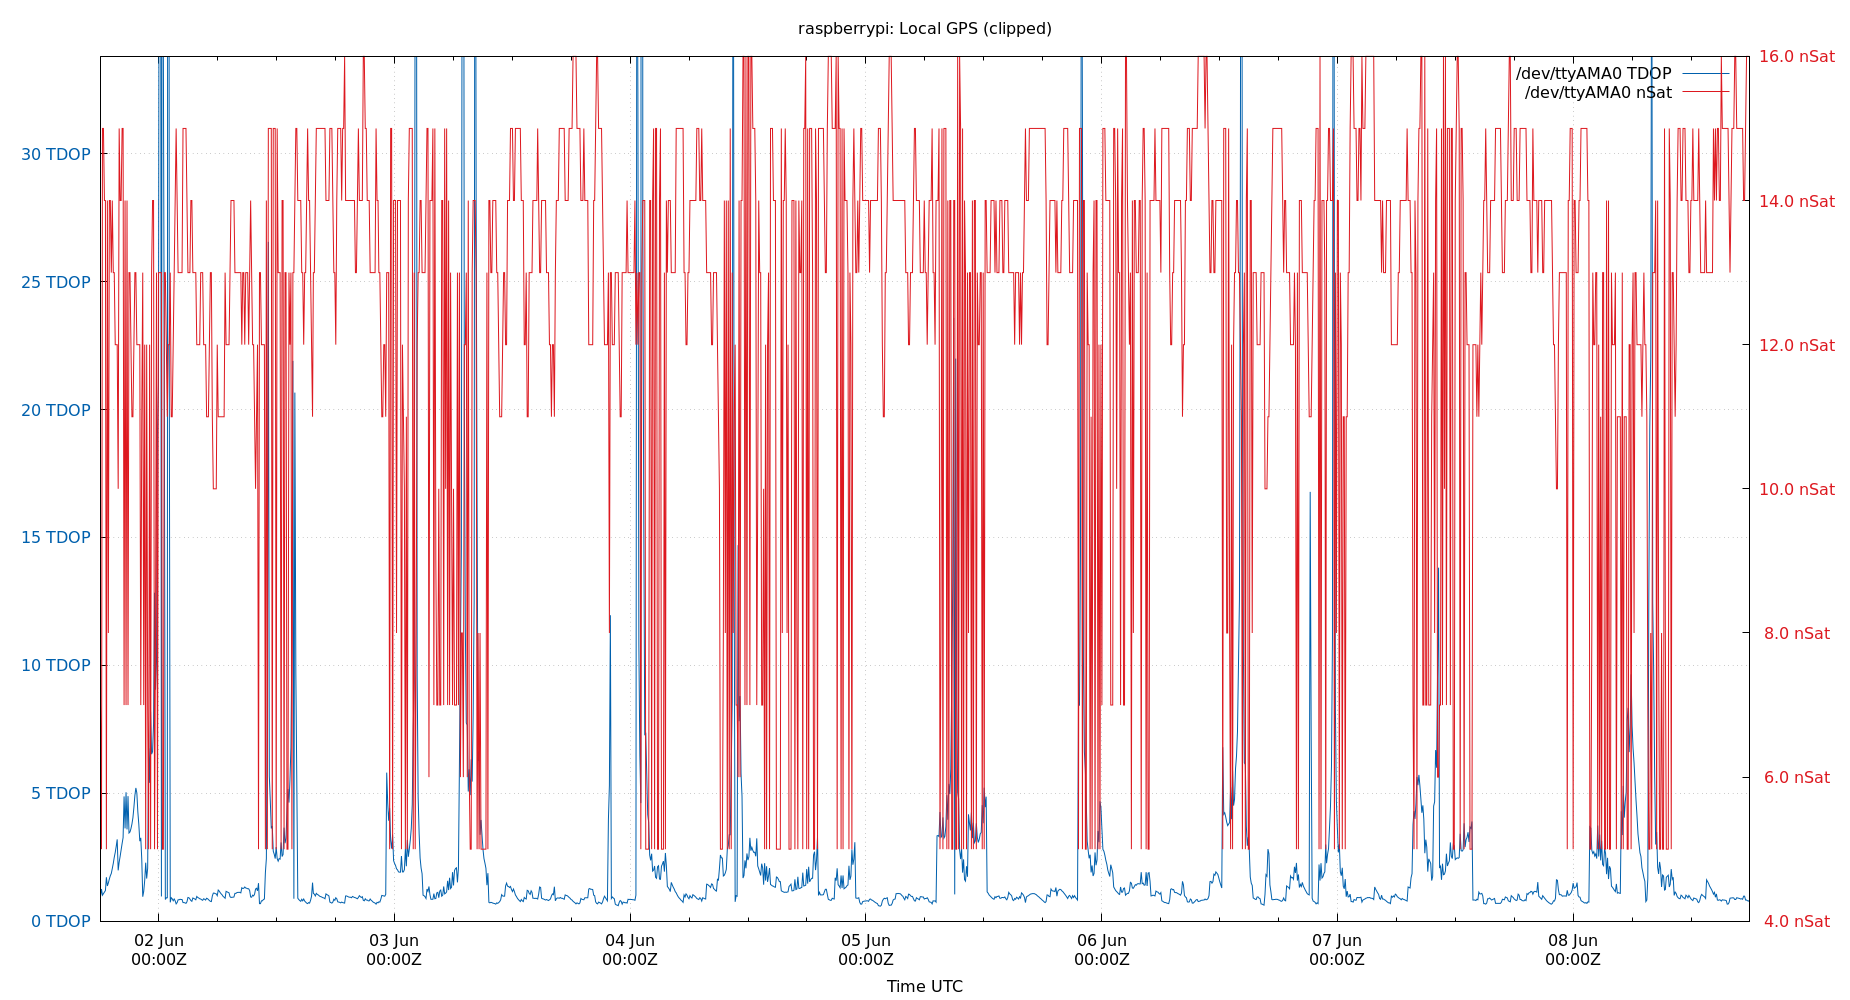 raspberrypi: Local GPS (clipped)
/dev/ttyAMA0 TDOP
/dev/ttyAMA0 nSat
30 TDOP
25 TDOP
20 TDOP
15 TDOP
10 TDOP
5 TDOP
0 TDOP
16.0 nSat
14.0 nSat
12.0 nSat
10.0 nSat
8.0 nSat
6.0 nSat
4.0 nSat
02 Jun 03 Jun 04 Jun 05 Jun 06 Jun 07 Jun 08 Jun
00:00Z 00:00Z 00:00Z 00:00Z 00:00Z 00:00Z 00:00Z
Time UTC